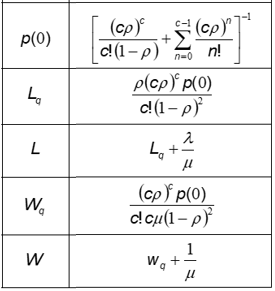 p(0) [ (cρ)^c / c!(1−ρ) + ∑_{n=0}^{c−1} (cρ)^n / n! ]^{−1}
L_q ρ(cρ)^c p(0) / c!(1−ρ)^2
L L_q + λ/μ
W_q (cρ)^c p(0) / c!cμ(1−ρ)^2
W w_q + 1/μ